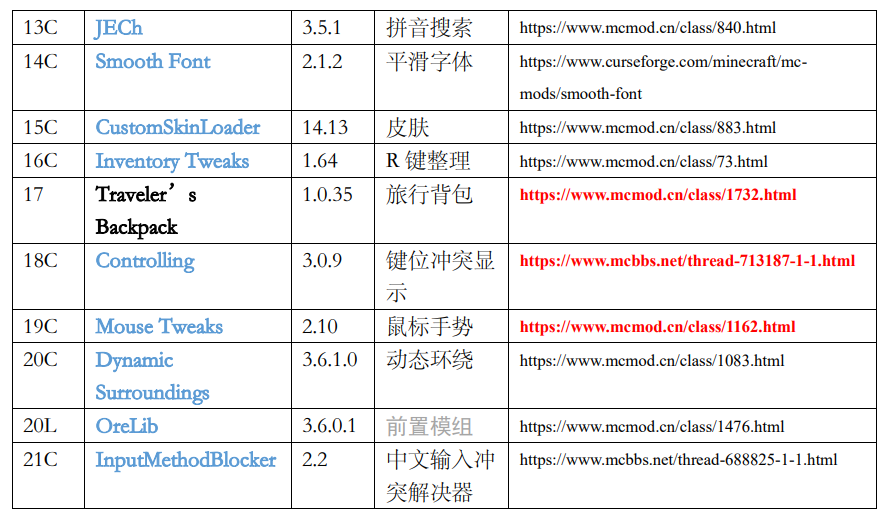 13C JECh 3.5.1 拼音搜索 https://www.mcmod.cn/class/840.html
14C Smooth Font 2.1.2 平滑字体 https://www.curseforge.com/minecraft/mc-
mods/smooth-font
15C CustomSkinLoader 14.13 皮肤 https://www.mcmod.cn/class/883.html
16C Inventory Tweaks 1.64 R 键整理 https://www.mcmod.cn/class/73.html
17 Traveler’s 1.0.35 旅行背包 https://www.mcmod.cn/class/1732.html
Backpack
18C Controlling 3.0.9 键位冲突显 https://www.mcbbs.net/thread-713187-1-1.html
示
19C Mouse Tweaks 2.10 鼠标手势 https://www.mcmod.cn/class/1162.html
20C Dynamic 3.6.1.0 动态环绕 https://www.mcmod.cn/class/1083.html
Surroundings
20L OreLib 3.6.0.1 前置模组 https://www.mcmod.cn/class/1476.html
21C InputMethodBlocker 2.2 中文输入冲 https://www.mcbbs.net/thread-688825-1-1.html
突解决器